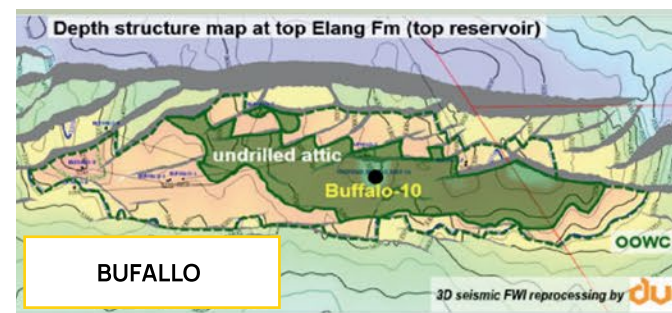 Depth structure map at top Elang Fm (top reservoir)
undrilled attic
Buffalo-10
OOWC
BUFALLO
3D seismic FWI reprocessing by
du